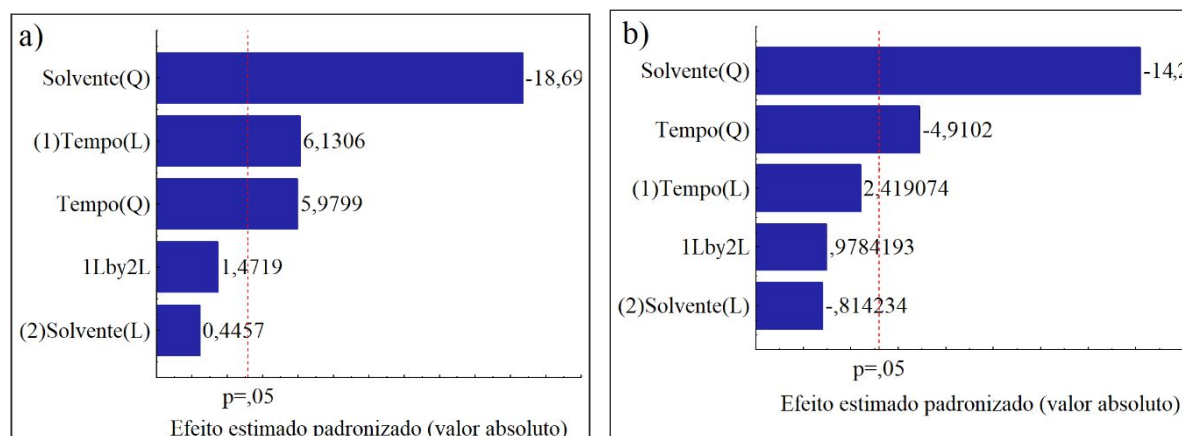 a)
Solvente(Q)
-18,69
(1)Tempo(L)
6,1306
Tempo(Q)
5,9799
1Lby2L
1,4719
(2)Solvente(L)
0,4457
p=,05
Efeito estimado padronizado (valor absoluto)
b)
Solvente(Q)
-14,2
Tempo(Q)
-4,9102
(1)Tempo(L)
2,419074
1Lby2L
,9784193
(2)Solvente(L)
-,814234
p=,05
Efeito estimado padronizado (valor absoluto)